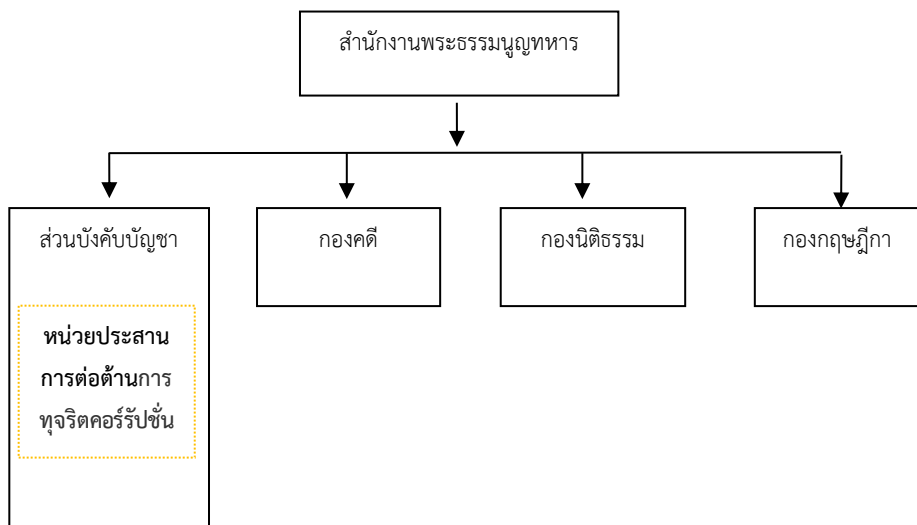 สำนักงานพระธรรมนูญทหาร
ส่วนบังคับบัญชา
กองคดี
กองนิติธรรม
กองกฤษฎีกา
หน่วยประสาน
การต่อต้านการ
ทุจริตคอร์รัปชั่น